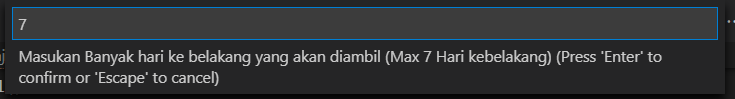 7
Masukan Banyak hari ke belakang yang akan diambil (Max 7 Hari kebelakang) (Press 'Enter' to
confirm or 'Escape' to cancel)